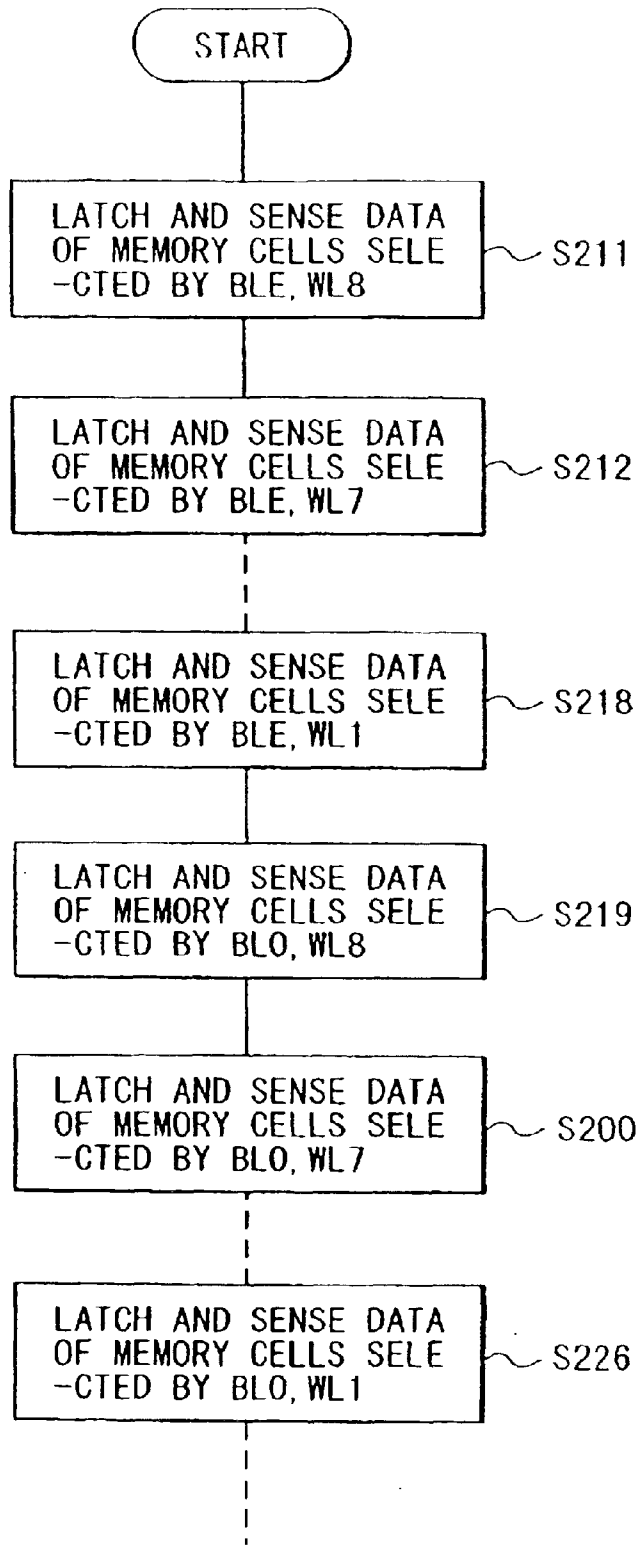 START
LATCH AND SENSE DATA
OF MEMORY CELLS SELE
-CTED BY BLE, WL8
S211
LATCH AND SENSE DATA
OF MEMORY CELLS SELE
-CTED BY BLE, WL7
S212
LATCH AND SENSE DATA
OF MEMORY CELLS SELE
-CTED BY BLE, WL1
S218
LATCH AND SENSE DATA
OF MEMORY CELLS SELE
-CTED BY BLO, WL8
S219
LATCH AND SENSE DATA
OF MEMORY CELLS SELE
-CTED BY BLO, WL7
S200
LATCH AND SENSE DATA
OF MEMORY CELLS SELE
-CTED BY BLO, WL1
S226